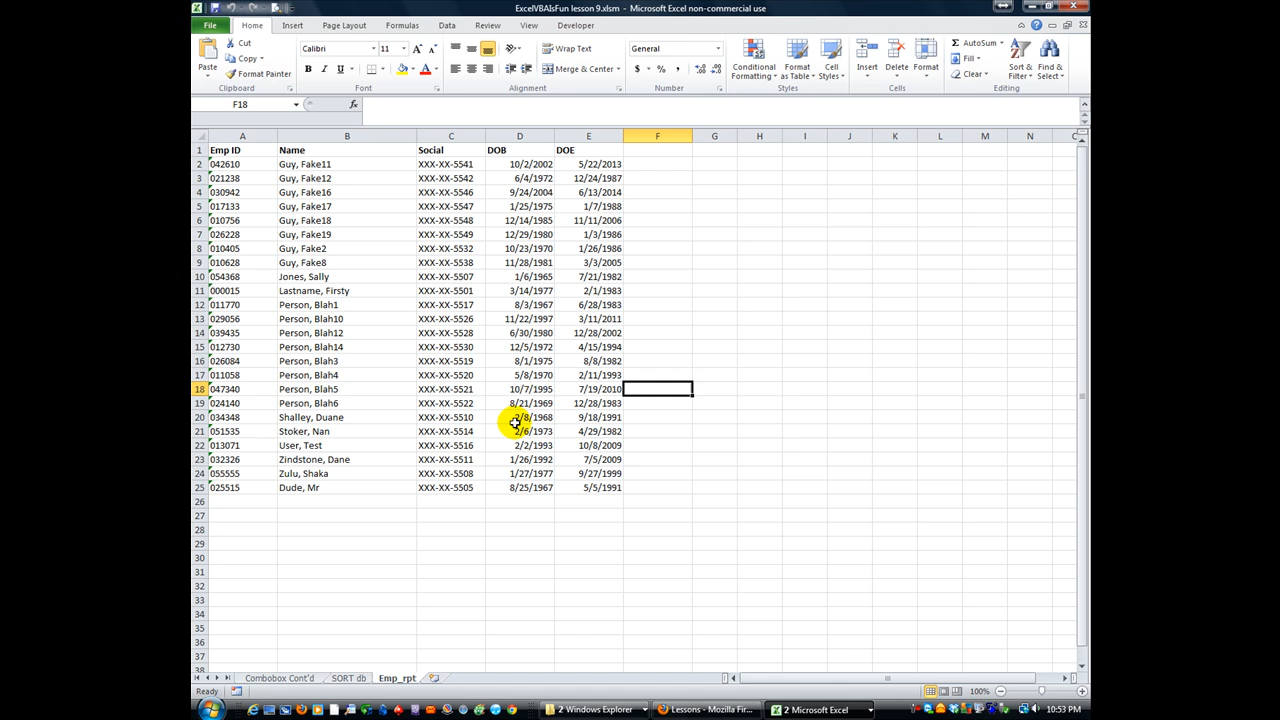 ExcelVBAIsFun lesson 9.xlsm - Microsoft Excel non-commercial use
File Home Insert Page Layout Formulas Data Review View Developer
Paste
Cut
Copy
Format Painter
Clipboard
Calibri 11
B I U
Font
Wrap Text
Merge & Center
Alignment
General
$ % ,
Number
Conditional Formatting
Format as Table
Cell Styles
Styles
Insert
Delete
Format
Cells
AutoSum
Fill
Clear
Sort & Filter
Find & Select
Editing
F18 fx
A B C D E F G H I J K L M N
1 Emp ID Name Social DOB DOE
2 042610 Guy, Fake11 XXX-XX-5541 10/2/2002 5/22/2013
3 021238 Guy, Fake12 XXX-XX-5542 6/4/1972 12/24/1987
4 030942 Guy, Fake16 XXX-XX-5546 9/24/2004 6/13/2014
5 017133 Guy, Fake17 XXX-XX-5547 1/25/1975 1/7/1988
6 010756 Guy, Fake18 XXX-XX-5548 12/14/1985 11/11/2006
7 026228 Guy, Fake19 XXX-XX-5549 12/29/1980 1/3/1986
8 010405 Guy, Fake2 XXX-XX-5532 10/23/1970 1/26/1986
9 010628 Guy, Fake8 XXX-XX-5538 11/28/1981 3/3/2005
10 054368 Jones, Sally XXX-XX-5507 1/6/1965 7/21/1982
11 000015 Lastname, Firsty XXX-XX-5501 3/14/1977 2/1/1983
12 011770 Person, Blah1 XXX-XX-5517 8/3/1967 6/28/1983
13 029056 Person, Blah10 XXX-XX-5526 11/22/1997 3/11/2011
14 039435 Person, Blah12 XXX-XX-5528 6/30/1980 12/28/2002
15 012730 Person, Blah14 XXX-XX-5530 12/5/1972 4/15/1994
16 026084 Person, Blah3 XXX-XX-5519 8/1/1975 8/8/1982
17 011058 Person, Blah4 XXX-XX-5520 5/8/1970 2/11/1993
18 047340 Person, Blah5 XXX-XX-5521 10/7/1995 7/19/2010
19 024140 Person, Blah6 XXX-XX-5522 8/21/1969 12/28/1983
20 034348 Shalley, Duane XXX-XX-5510 2/8/1968 9/18/1991
21 051535 Stoker, Nan XXX-XX-5514 2/6/1973 4/29/1982
22 013071 User, Test XXX-XX-5516 2/2/1993 10/8/2009
23 032326 Zindstone, Dane XXX-XX-5511 1/26/1992 7/5/2009
24 055555 Zulu, Shaka XXX-XX-5508 1/27/1977 9/27/1999
25 025515 Dude, Mr XXX-XX-5505 8/25/1967 5/5/1991
26
27
28
29
30
31
32
33
34
35
36
37
38
Combobox Cont'd SORT db Emp_rpt
Ready 100%
2 Windows Explorer Lessons - Mozilla Fir... 2 Microsoft Excel 10:53 PM